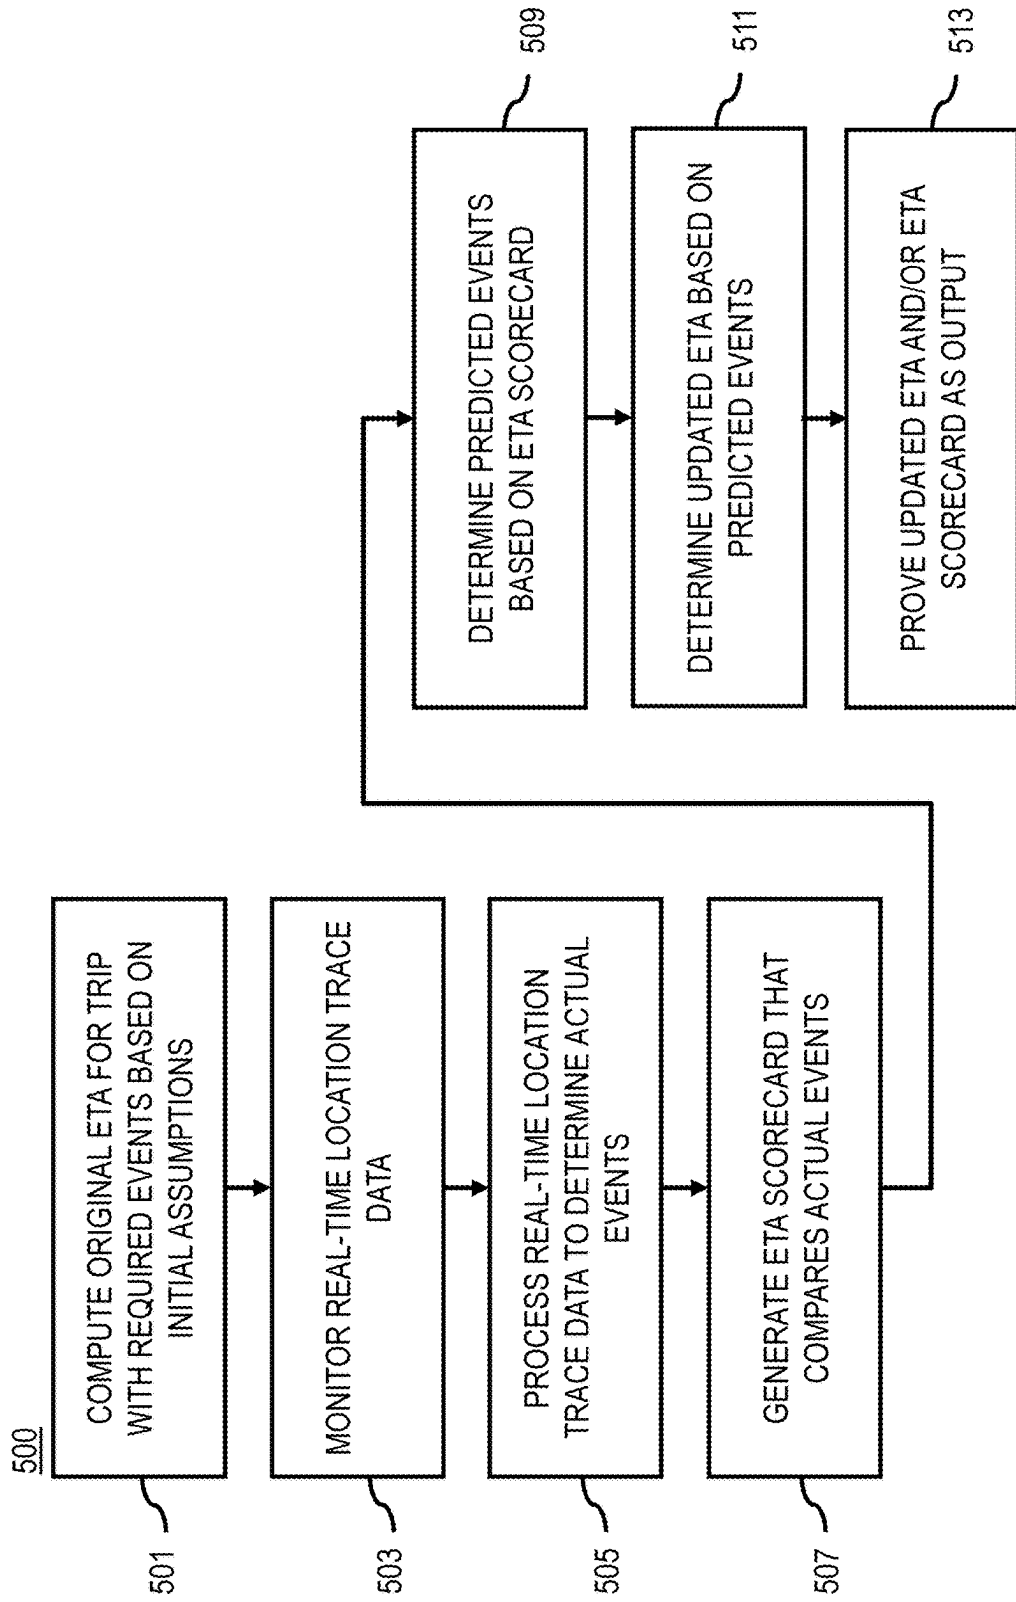 500
501
COMPUTE ORIGINAL ETA FOR TRIP
WITH REQUIRED EVENTS BASED ON
INITIAL ASSUMPTIONS
503
MONITOR REAL-TIME LOCATION TRACE
DATA
505
PROCESS REAL-TIME LOCATION
TRACE DATA TO DETERMINE ACTUAL
EVENTS
507
GENERATE ETA SCORECARD THAT
COMPARES ACTUAL EVENTS
DETERMINE PREDICTED EVENTS
BASED ON ETA SCORECARD
509
DETERMINE UPDATED ETA BASED ON
PREDICTED EVENTS
511
PROVE UPDATED ETA AND/OR ETA
SCORECARD AS OUTPUT
513